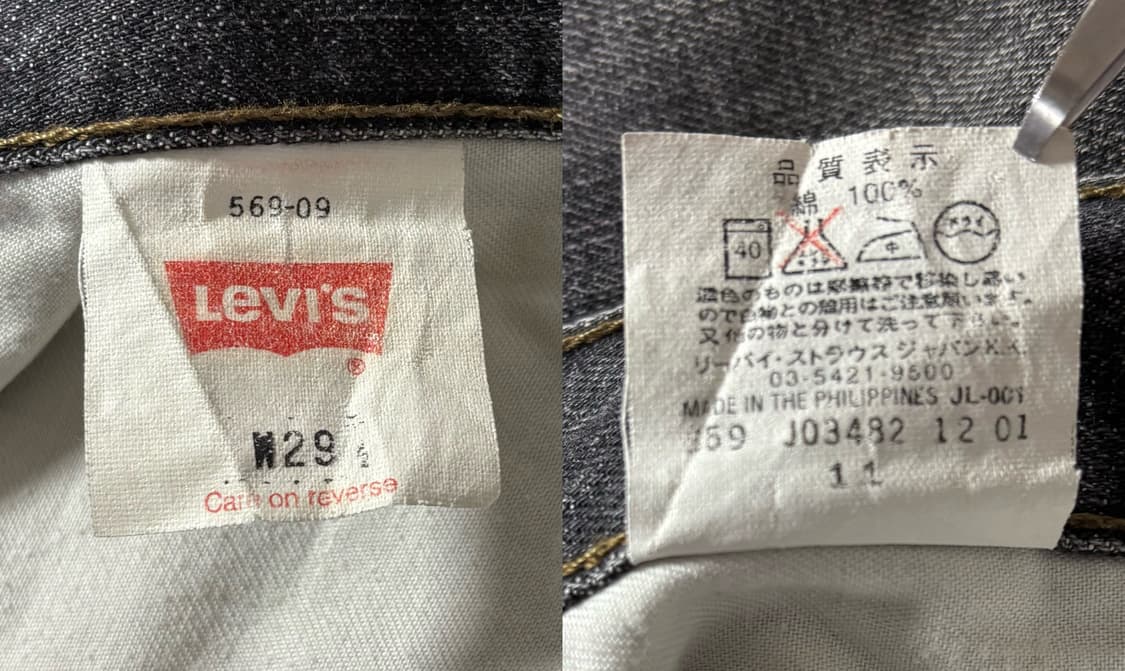 569-09
LEVI'S
®
W29
Care on reverse
品質表示
綿 100%
40
中
ドライ
濃色のものは摩擦等で移染し易い
ので白物との着用はご注意願います。
又他の物と分けて洗って下さい。
リーバイ・ストラウス ジャパンK.K.
03-5421-9600
MADE IN THE PHILIPPINES JL-001
569 J03482 12 01
11